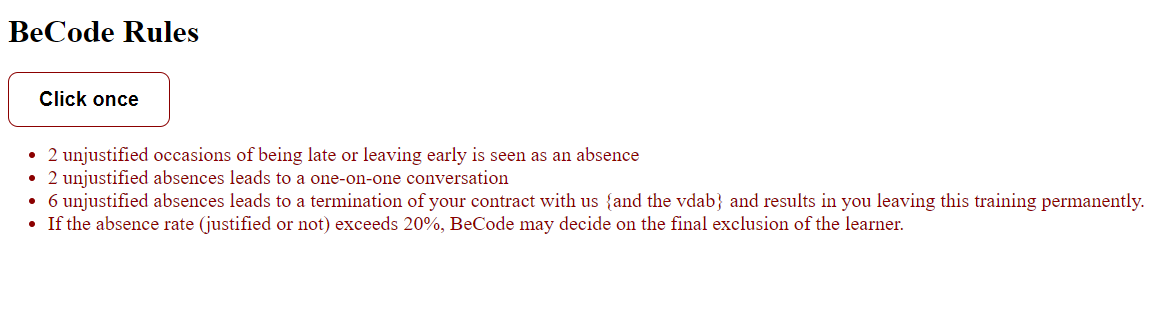 BeCode Rules
Click once
2 unjustified occasions of being late or leaving early is seen as an absence
2 unjustified absences leads to a one-on-one conversation
6 unjustified absences leads to a termination of your contract with us {and the vdab} and results in you leaving this training permanently.
If the absence rate (justified or not) exceeds 20%, BeCode may decide on the final exclusion of the learner.